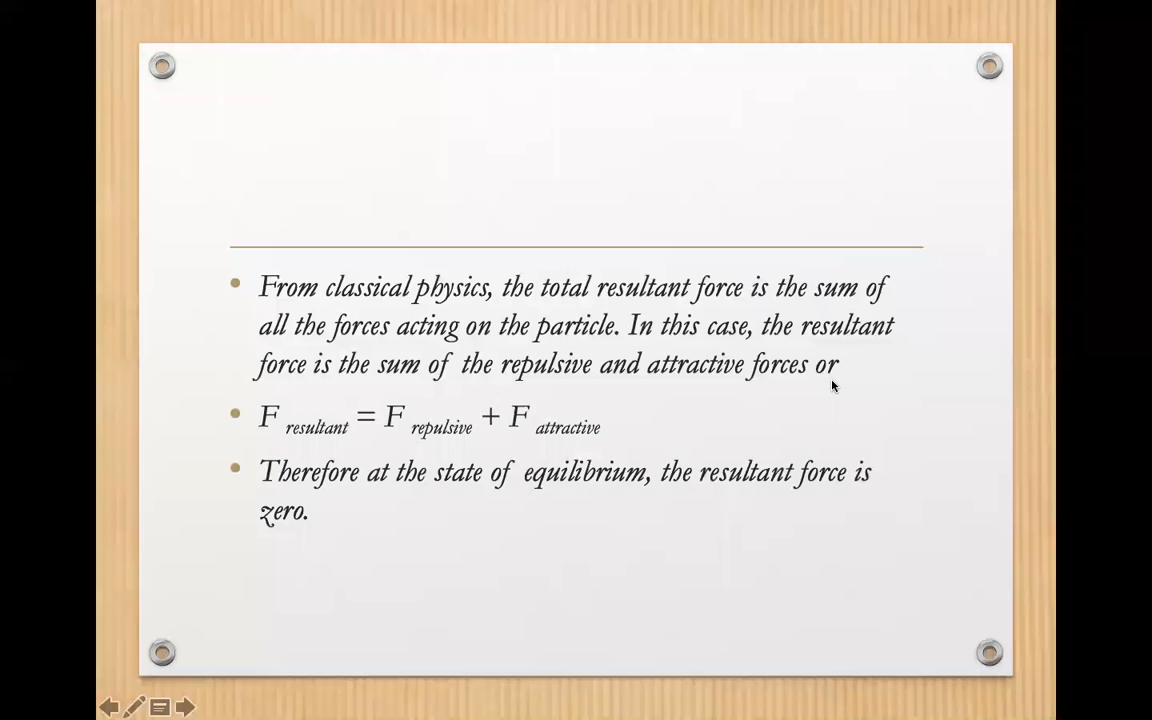 From classical physics, the total resultant force is the sum of
all the forces acting on the particle. In this case, the resultant
force is the sum of the repulsive and attractive forces or
F resultant = F repulsive + F attractive
Therefore at the state of equilibrium, the resultant force is
zero.